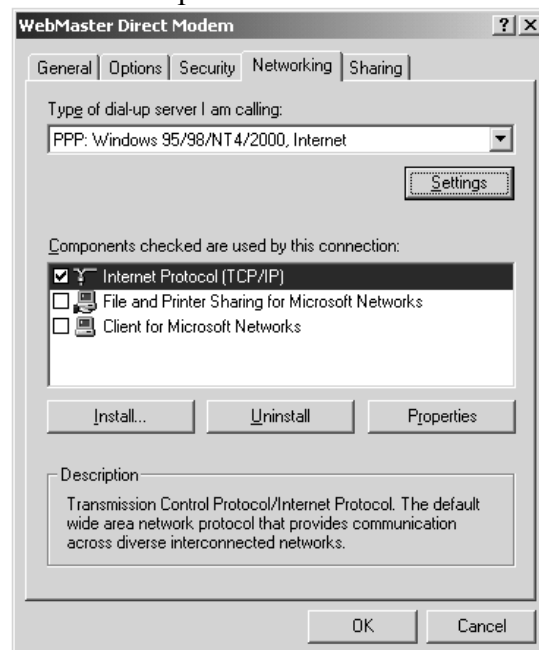 WebMaster Direct Modem
General Options Security Networking Sharing
Type of dial-up server I am calling:
PPP: Windows 95/98/NT4/2000, Internet
Settings
Components checked are used by this connection:
Internet Protocol (TCP/IP)
File and Printer Sharing for Microsoft Networks
Client for Microsoft Networks
Install... Uninstall Properties
Description
Transmission Control Protocol/Internet Protocol. The default
wide area network protocol that provides communication
across diverse interconnected networks.
OK Cancel